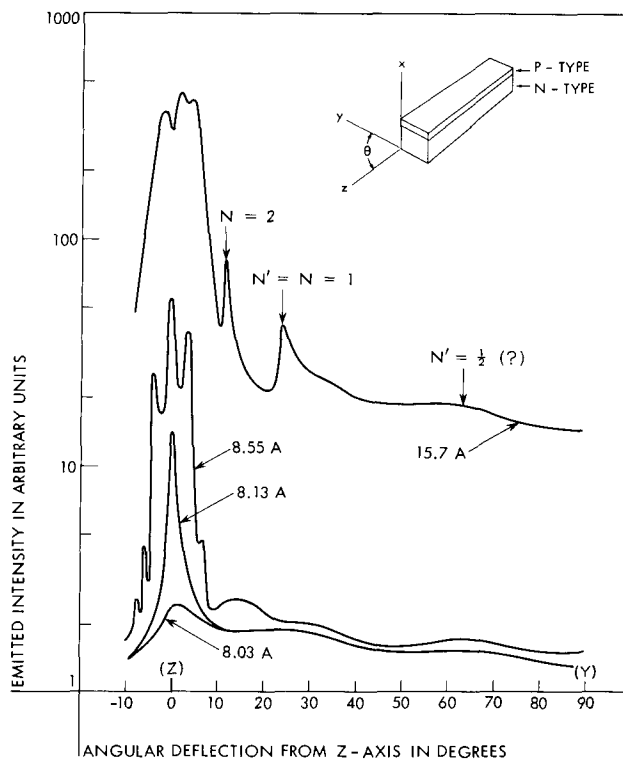 1000
100
10
1
EMITTED INTENSITY IN ARBITRARY UNITS
x
y
θ
z
P - TYPE
N - TYPE
N = 2
N' = N = 1
N' = ½ (?)
15.7 A
8.55 A
8.13 A
8.03 A
(Z)
(Y)
-10 0 10 20 30 40 50 60 70 80 90
ANGULAR DEFLECTION FROM Z-AXIS IN DEGREES